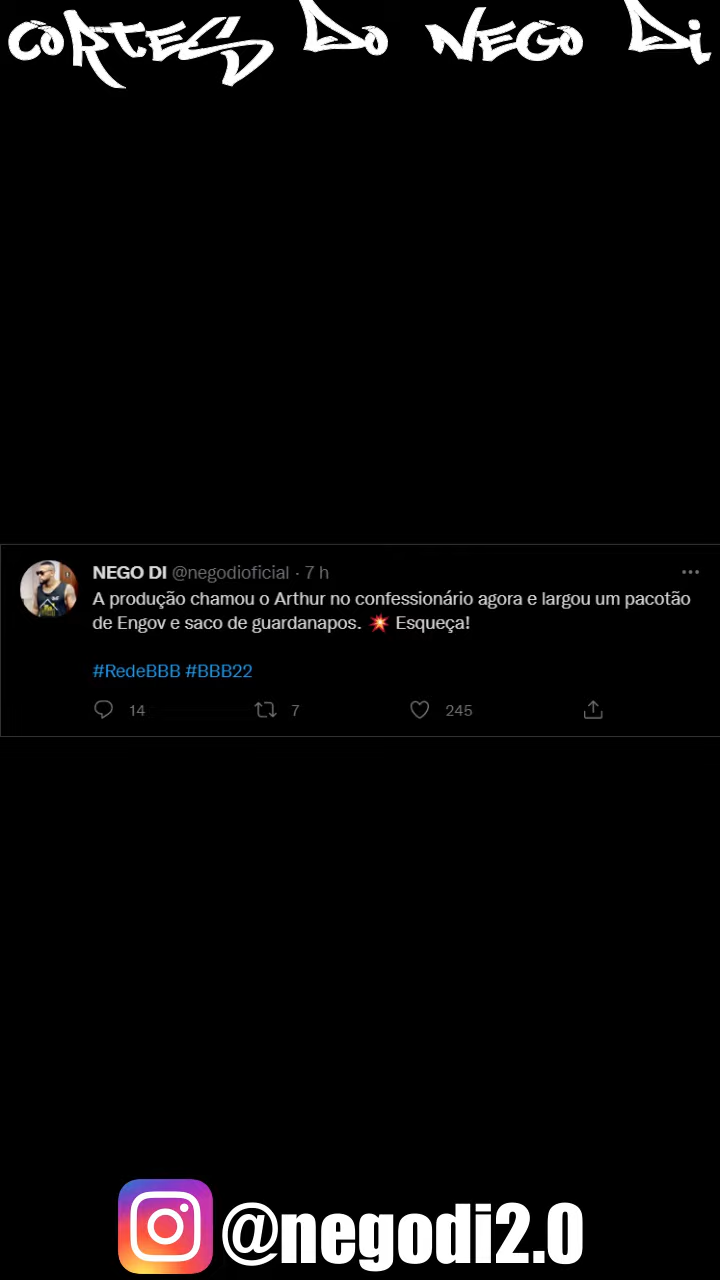 CORTES DO NEGO Di
NEGO DI @negodioficial · 7 h
A produção chamou o Arthur no confessionário agora e largou um pacotão
de Engov e saco de guardanapos. 💥 Esqueça!
#RedeBBB #BBB22
14 7 245
@negodi2.0